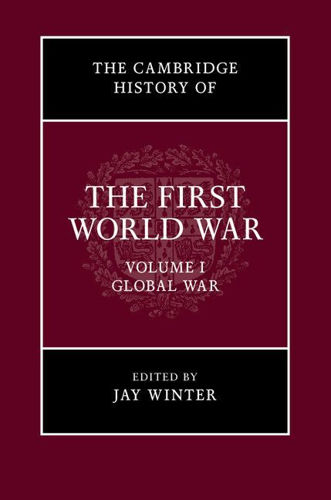 THE CAMBRIDGE
HISTORY OF
THE FIRST
WORLD WAR
VOLUME I
GLOBAL WAR
EDITED BY
JAY WINTER